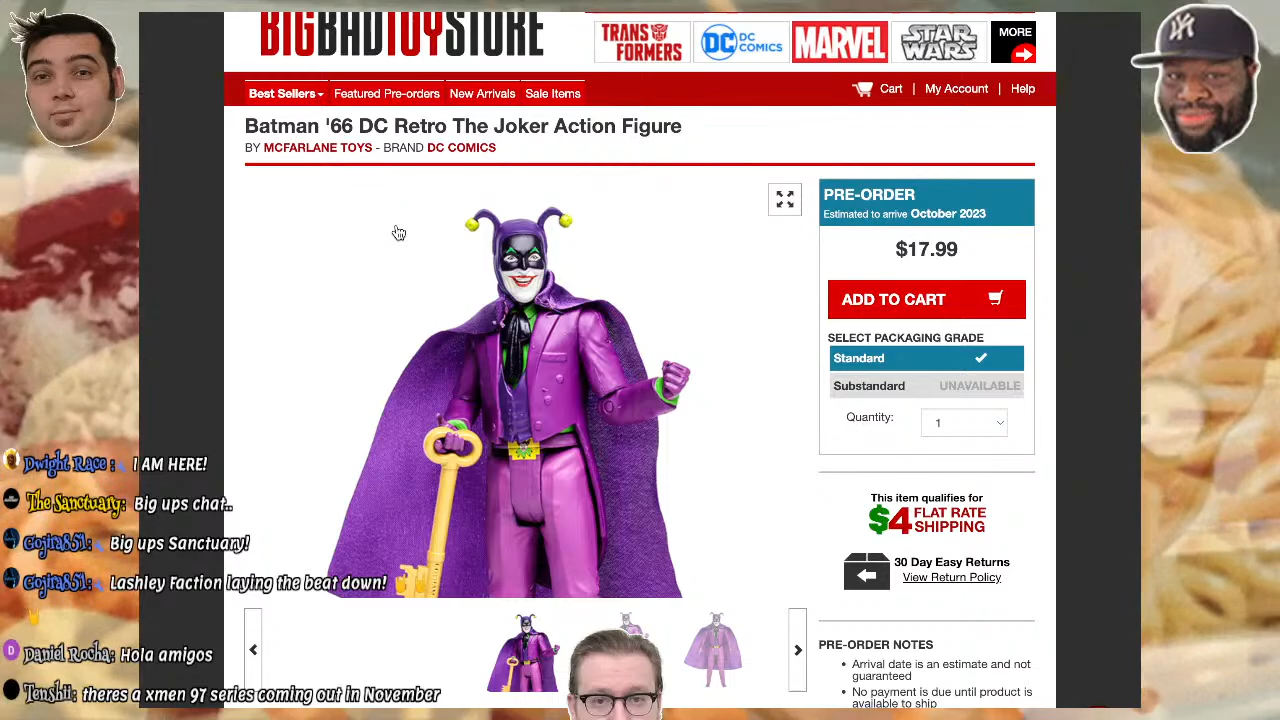 BIGBADTOYSTORE
TRANSFORMERS
DC COMICS
MARVEL
STAR WARS
MORE
Best Sellers
Featured Pre-orders
New Arrivals
Sale Items
Cart | My Account | Help
Batman '66 DC Retro The Joker Action Figure
BY MCFARLANE TOYS - BRAND DC COMICS
PRE-ORDER
Estimated to arrive October 2023
$17.99
ADD TO CART
SELECT PACKAGING GRADE
Standard
Substandard UNAVAILABLE
Quantity: 1
This item qualifies for
$4 FLAT RATE SHIPPING
30 Day Easy Returns
View Return Policy
PRE-ORDER NOTES
Arrival date is an estimate and not
guaranteed
No payment is due until product is
available to ship
Dwight Race : I AM HERE!
The Sanctuary: Big ups chat..
Gojira851: Big ups Sanctuary!
Gojira851: Lashley Faction laying the beat down!
Daniel Rocha: Hola amigos
Tenshii: theres a xmen 97 series coming out in November